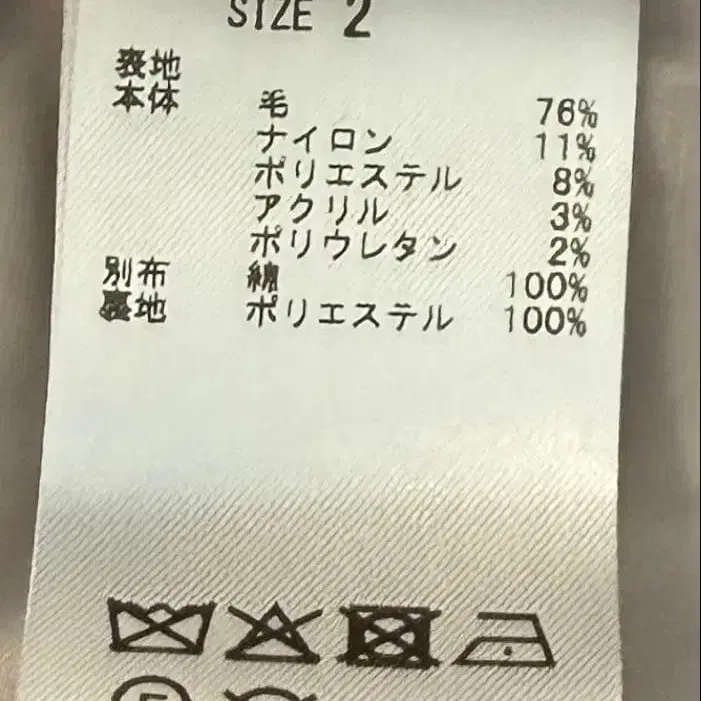 SIZE 2
表地
本体 毛 76%
ナイロン 11%
ポリエステル 8%
アクリル 3%
ポリウレタン 2%
別布 綿 100%
裏地 ポリエステル 100%